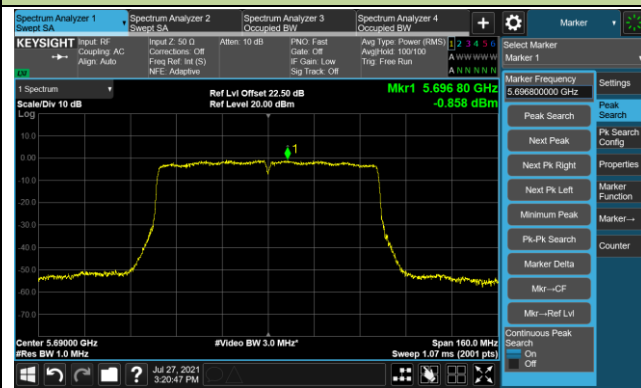 Spectrum Analyzer 1
Swept SA
Spectrum Analyzer 2
Swept SA
Spectrum Analyzer 3
Occupied BW
Spectrum Analyzer 4
Occupied BW
+
Marker
KEYSIGHT
Input: RF
Coupling: AC
Align: Auto
Input Z: 50 Ω
Corrections: Off
Freq Ref: Int (S)
NFE: Adaptive
Atten: 10 dB
PNO: Fast
Gate: Off
IF Gain: Low
Sig Track: Off
Avg Type: Power (RMS)
Avg|Hold: 100/100
Trig: Free Run
1 2 3 4 5 6
A W W W W W
A N N N N N
LXI
Select Marker
Marker 1
1 Spectrum
Scale/Div 10 dB
Ref Lvl Offset 22.50 dB
Ref Level 20.00 dBm
Mkr1 5.696 80 GHz
-0.858 dBm
Log
10.0
0.00
-10.0
-20.0
-30.0
-40.0
-50.0
-60.0
-70.0
1
Center 5.69000 GHz
#Res BW 1.0 MHz
#Video BW 3.0 MHz*
Span 160.0 MHz
Sweep 1.07 ms (2001 pts)
Marker Frequency
5.696800000 GHz
Peak Search
Next Peak
Next Pk Right
Next Pk Left
Minimum Peak
Pk-Pk Search
Marker Delta
Mkr→CF
Mkr→Ref Lvl
Continuous Peak
Search
On
Off
Settings
Peak
Search
Pk Search
Config
Properties
Marker
Function
Marker→
Counter
?
Jul 27, 2021
3:20:47 PM